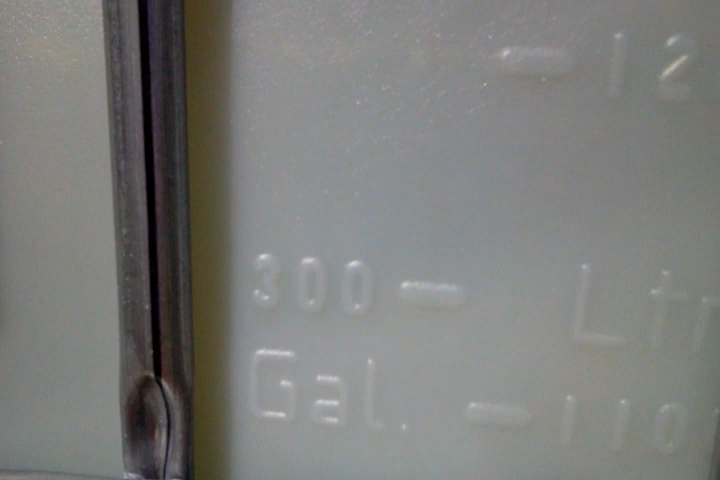 — 12
300 — Ltr
Gal. — 110